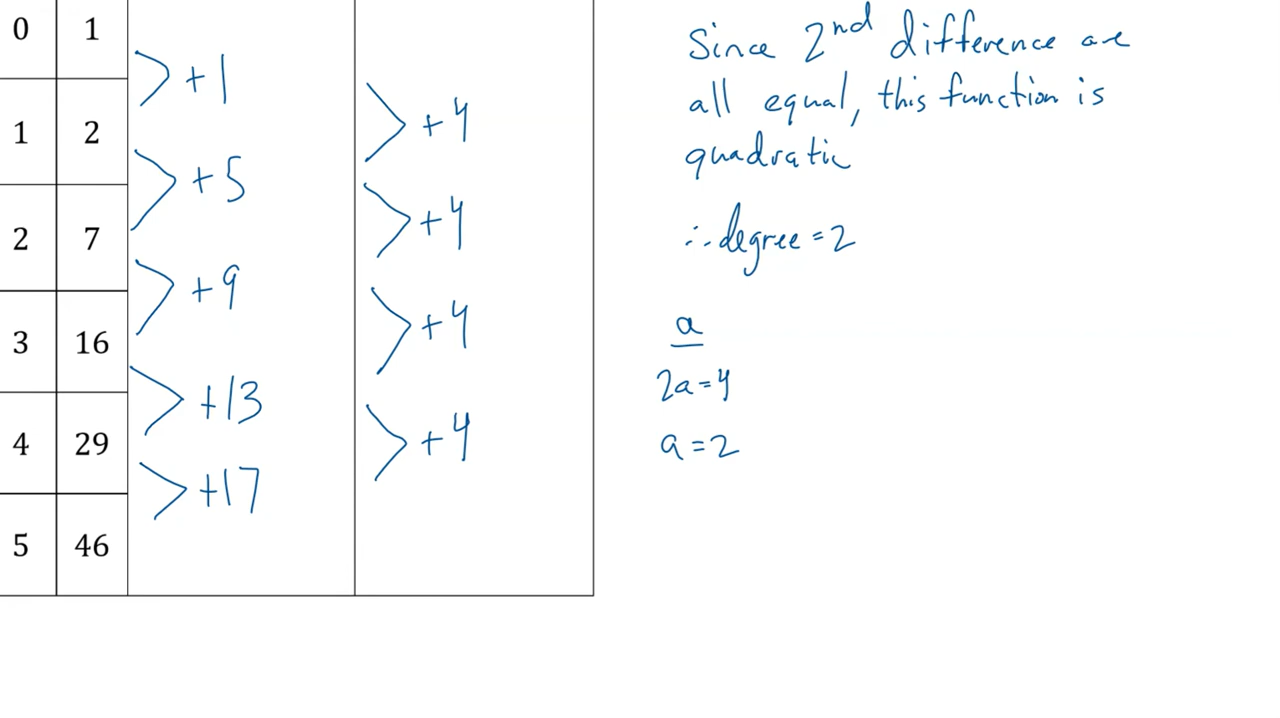 0 1
+1
1 2
+4
+5
2 7
+4
+9
3 16
+4
+13
4 29
+4
+17
5 46
Since 2nd difference are
all equal, this function is
quadratic
∴ degree = 2
a
2a = 4
a = 2